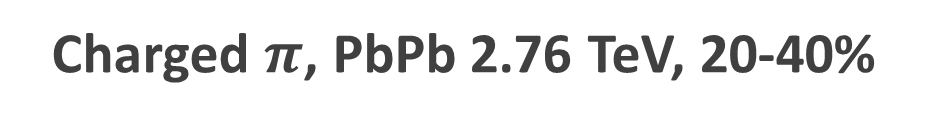 Charged 𝝅, PbPb 2.76 TeV, 20-40%